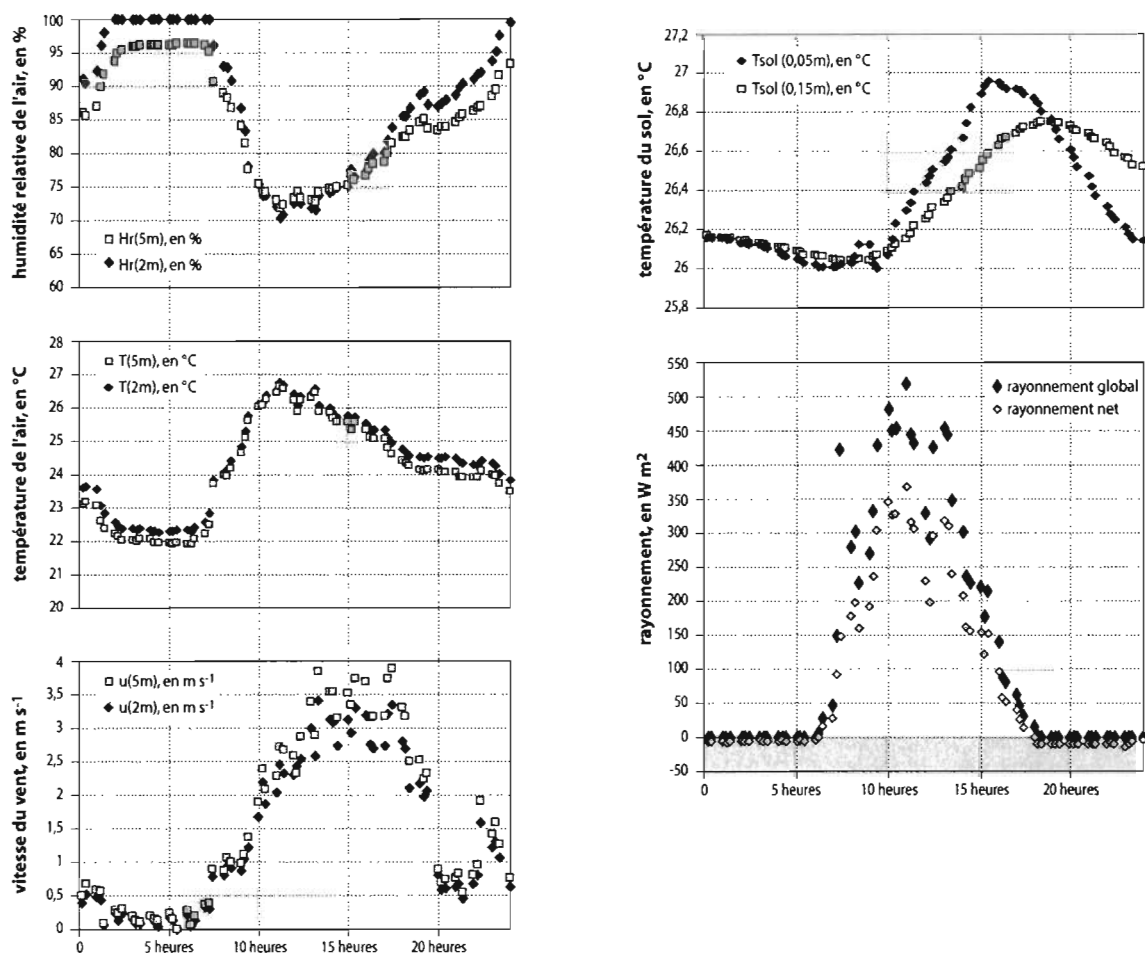 humidité relative de l'air, en %
100
95
90
85
80
75
70
65
60
Hr(5m), en %
Hr(2m), en %
température de l'air, en °C
28
27
26
25
24
23
22
21
20
T(5m), en °C
T(2m), en °C
vitesse du vent, en m s-1
4
3,5
3
2,5
2
1,5
1
0,5
0
u(5m), en m s-1
u(2m), en m s-1
0 5 heures 10 heures 15 heures 20 heures
température du sol, en °C
27,2
27
26,8
26,6
26,4
26,2
26
25,8
Tsol (0,05m), en °C
Tsol (0,15m), en °C
rayonnement, en W m2
550
500
450
400
350
300
250
200
150
100
50
0
-50
rayonnement global
rayonnement net
0 5 heures 10 heures 15 heures 20 heures